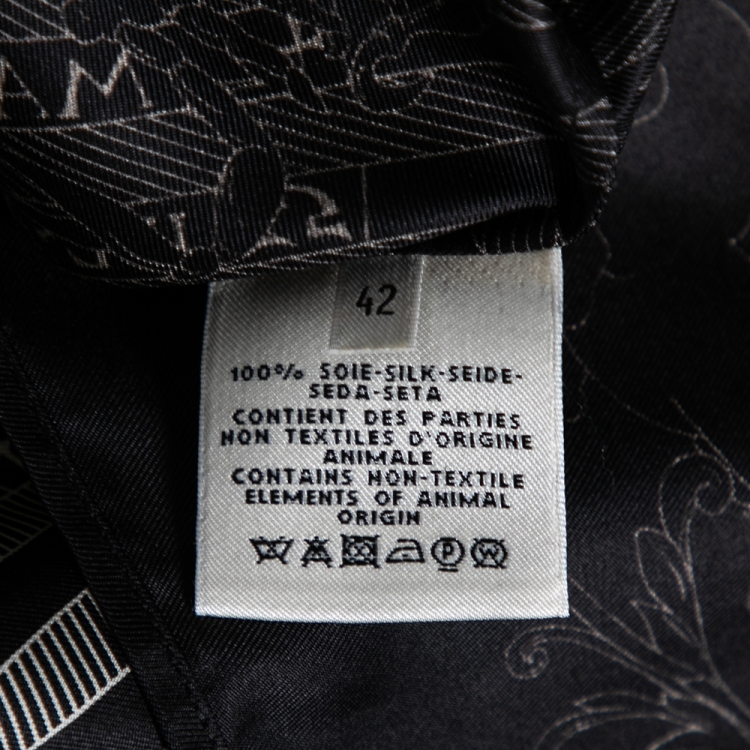 AM
42
100% SOIE-SILK-SEIDE-
SEDA-SETA
CONTIENT DES PARTIES
NON TEXTILES D'ORIGINE
ANIMALE
CONTAINS NON-TEXTILE
ELEMENTS OF ANIMAL
ORIGIN
P W